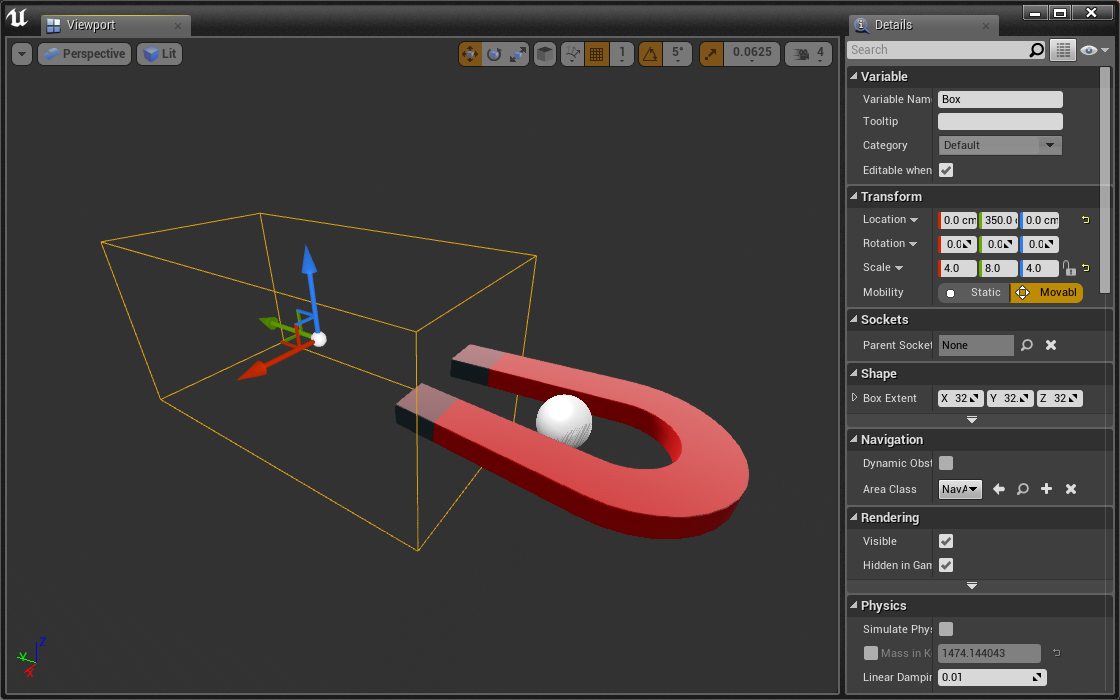 Viewport
Details
Perspective
Lit
1
5°
0.0625
4
Search
Variable
Variable Nam
Box
Tooltip
Category
Default
Editable when
Transform
Location
0.0 cm
350.0 c
0.0 cm
Rotation
0.0
0.0
0.0
Scale
4.0
8.0
4.0
Mobility
Static
Movabl
Sockets
Parent Socket
None
Shape
Box Extent
X 32
Y 32.
Z 32
Navigation
Dynamic Obst
Area Class
NavA
Rendering
Visible
Hidden in Gam
Physics
Simulate Phys
Mass in K
1474.144043
Linear Dampin
0.01
Z
Y
X